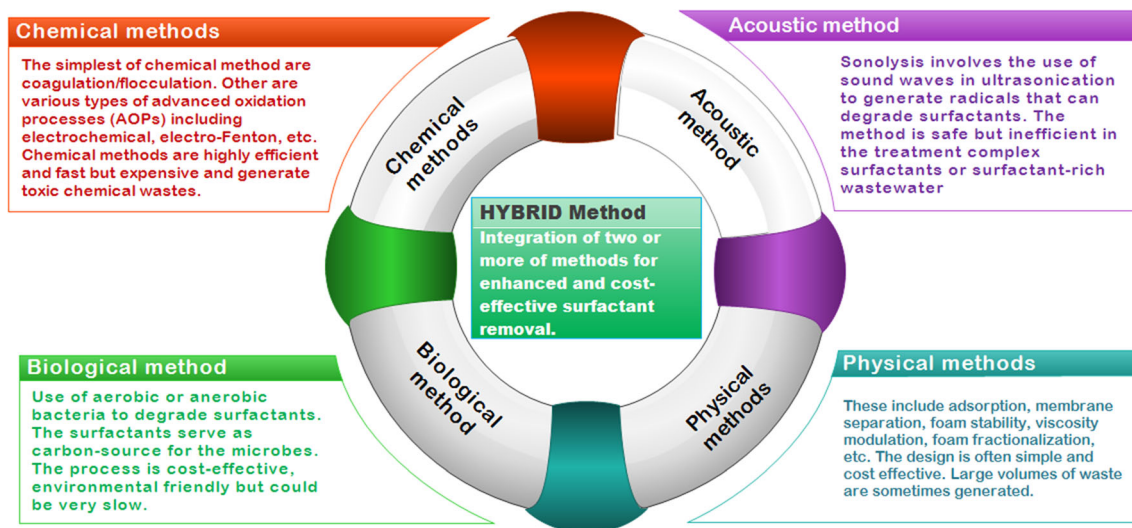 Chemical methods
The simplest of chemical method are
coagulation/flocculation. Other are
various types of advanced oxidation
processes (AOPs) including
electrochemical, electro-Fenton, etc.
Chemical methods are highly efficient
and fast but expensive and generate
toxic chemical wastes.
Acoustic method
Sonolysis involves the use of
sound waves in ultrasonication
to generate radicals that can
degrade surfactants. The
method is safe but inefficient in
the treatment complex
surfactants or surfactant-rich
wastewater
Chemical
methods
Acoustic
method
HYBRID Method
Integration of two or
more of methods for
enhanced and cost-
effective surfactant
removal.
Biological
method
Physical
methods
Biological method
Use of aerobic or anerobic
bacteria to degrade surfactants.
The surfactants serve as
carbon-source for the microbes.
The process is cost-effective,
environmental friendly but could
be very slow.
Physical methods
These include adsorption, membrane
separation, foam stability, viscosity
modulation, foam fractionalization,
etc. The design is often simple and
cost effective. Large volumes of waste
are sometimes generated.